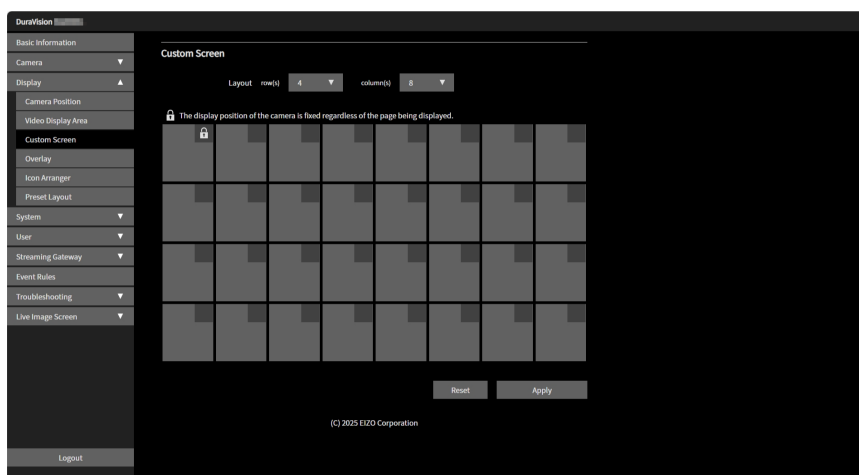 DuraVision
Basic Information
Camera ▼
Display ▲
Camera Position
Video Display Area
Custom Screen
Overlay
Icon Arranger
Preset Layout
System ▼
User ▼
Streaming Gateway ▼
Event Rules
Troubleshooting ▼
Live Image Screen ▼
Logout
Custom Screen
Layout row(s) 4 ▼ column(s) 8 ▼
The display position of the camera is fixed regardless of the page being displayed.
Reset Apply
(C) 2025 EIZO Corporation